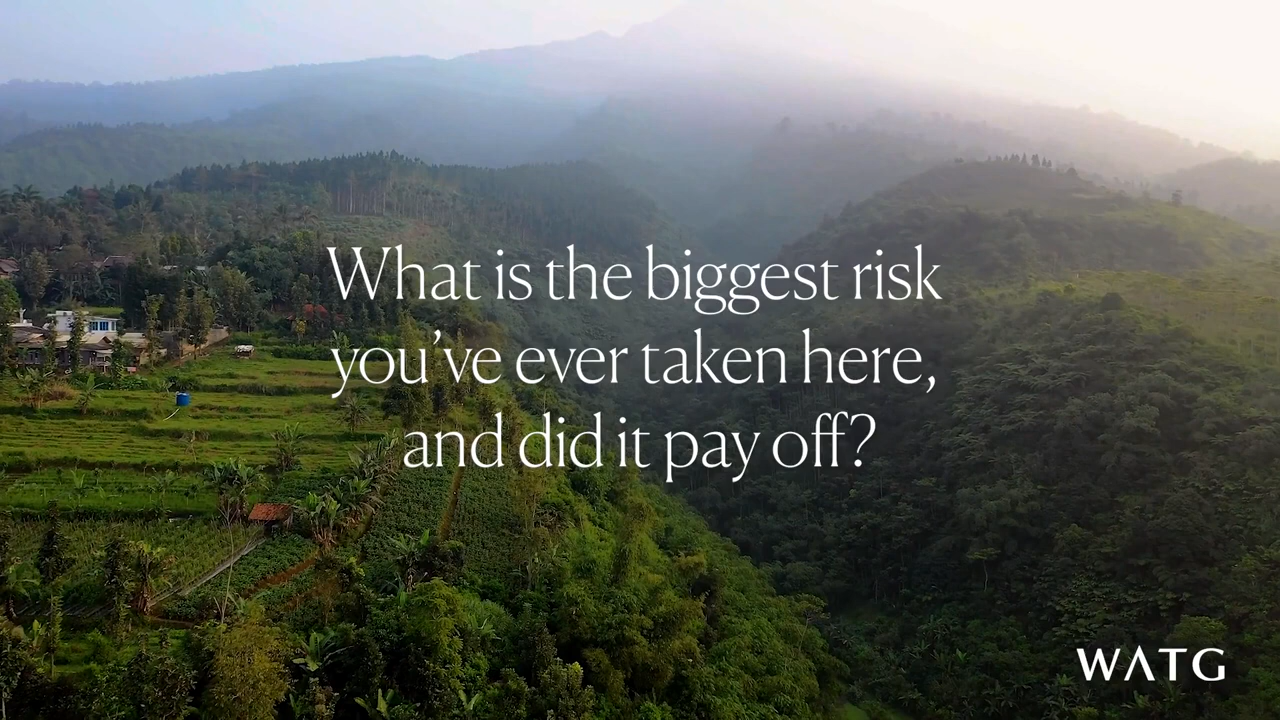 What is the biggest risk
you’ve ever taken here,
and did it pay off?
WATG